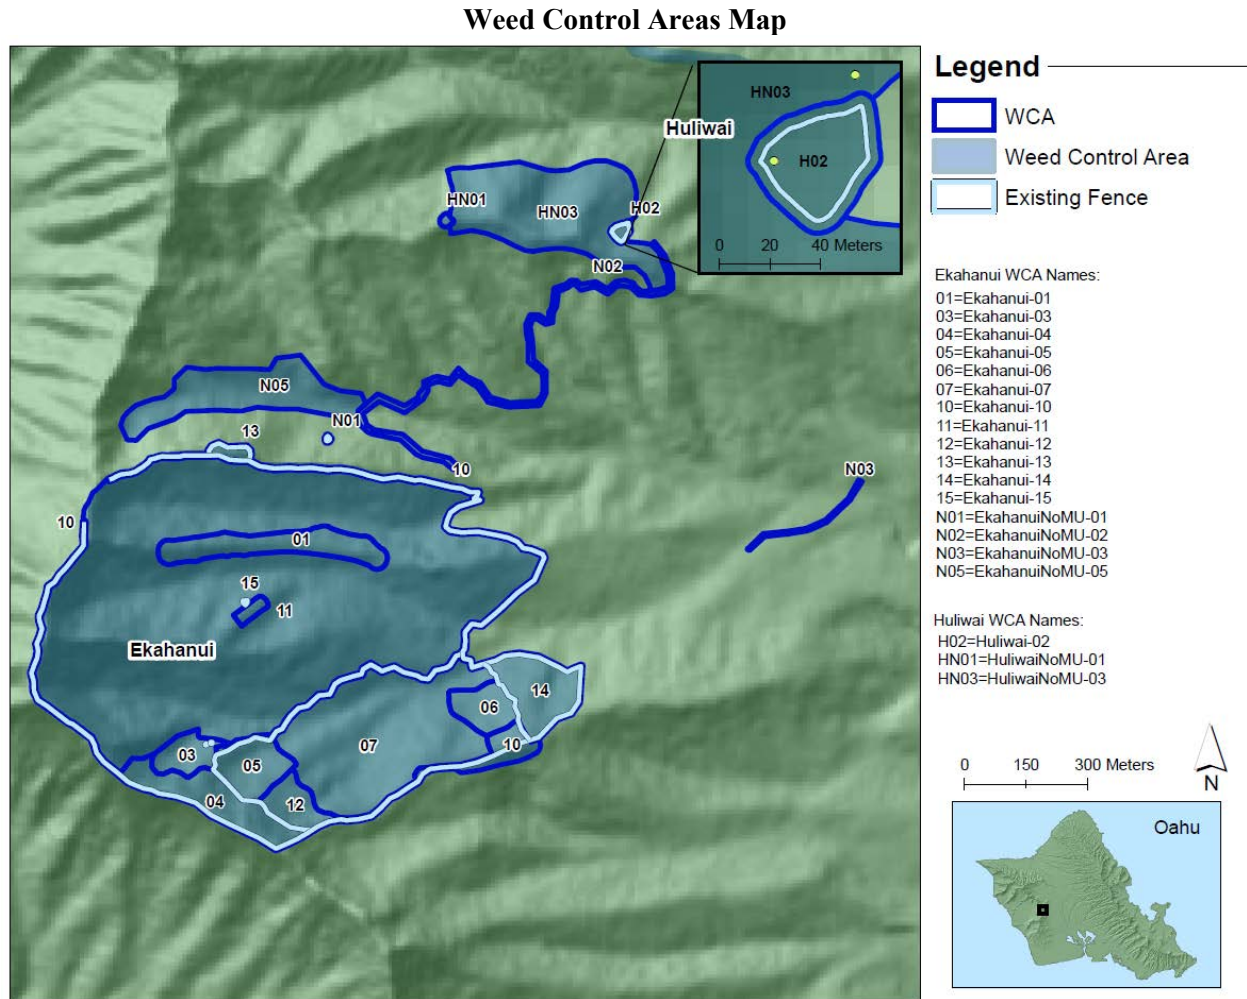 Weed Control Areas Map
HN03
Huliwai
H02
0 20 40 Meters
HN01
HN03
H02
N02
N05
N01
13
10
N03
10
01
15
11
Ekahanui
14
06
07
10
03
05
04
12
Legend
WCA
Weed Control Area
Existing Fence
Ekahanui WCA Names:
01=Ekahanui-01
03=Ekahanui-03
04=Ekahanui-04
05=Ekahanui-05
06=Ekahanui-06
07=Ekahanui-07
10=Ekahanui-10
11=Ekahanui-11
12=Ekahanui-12
13=Ekahanui-13
14=Ekahanui-14
15=Ekahanui-15
N01=EkahanuiNoMU-01
N02=EkahanuiNoMU-02
N03=EkahanuiNoMU-03
N05=EkahanuiNoMU-05
Huliwai WCA Names:
H02=Huliwai-02
HN01=HuliwaiNoMU-01
HN03=HuliwaiNoMU-03
0 150 300 Meters
N
Oahu